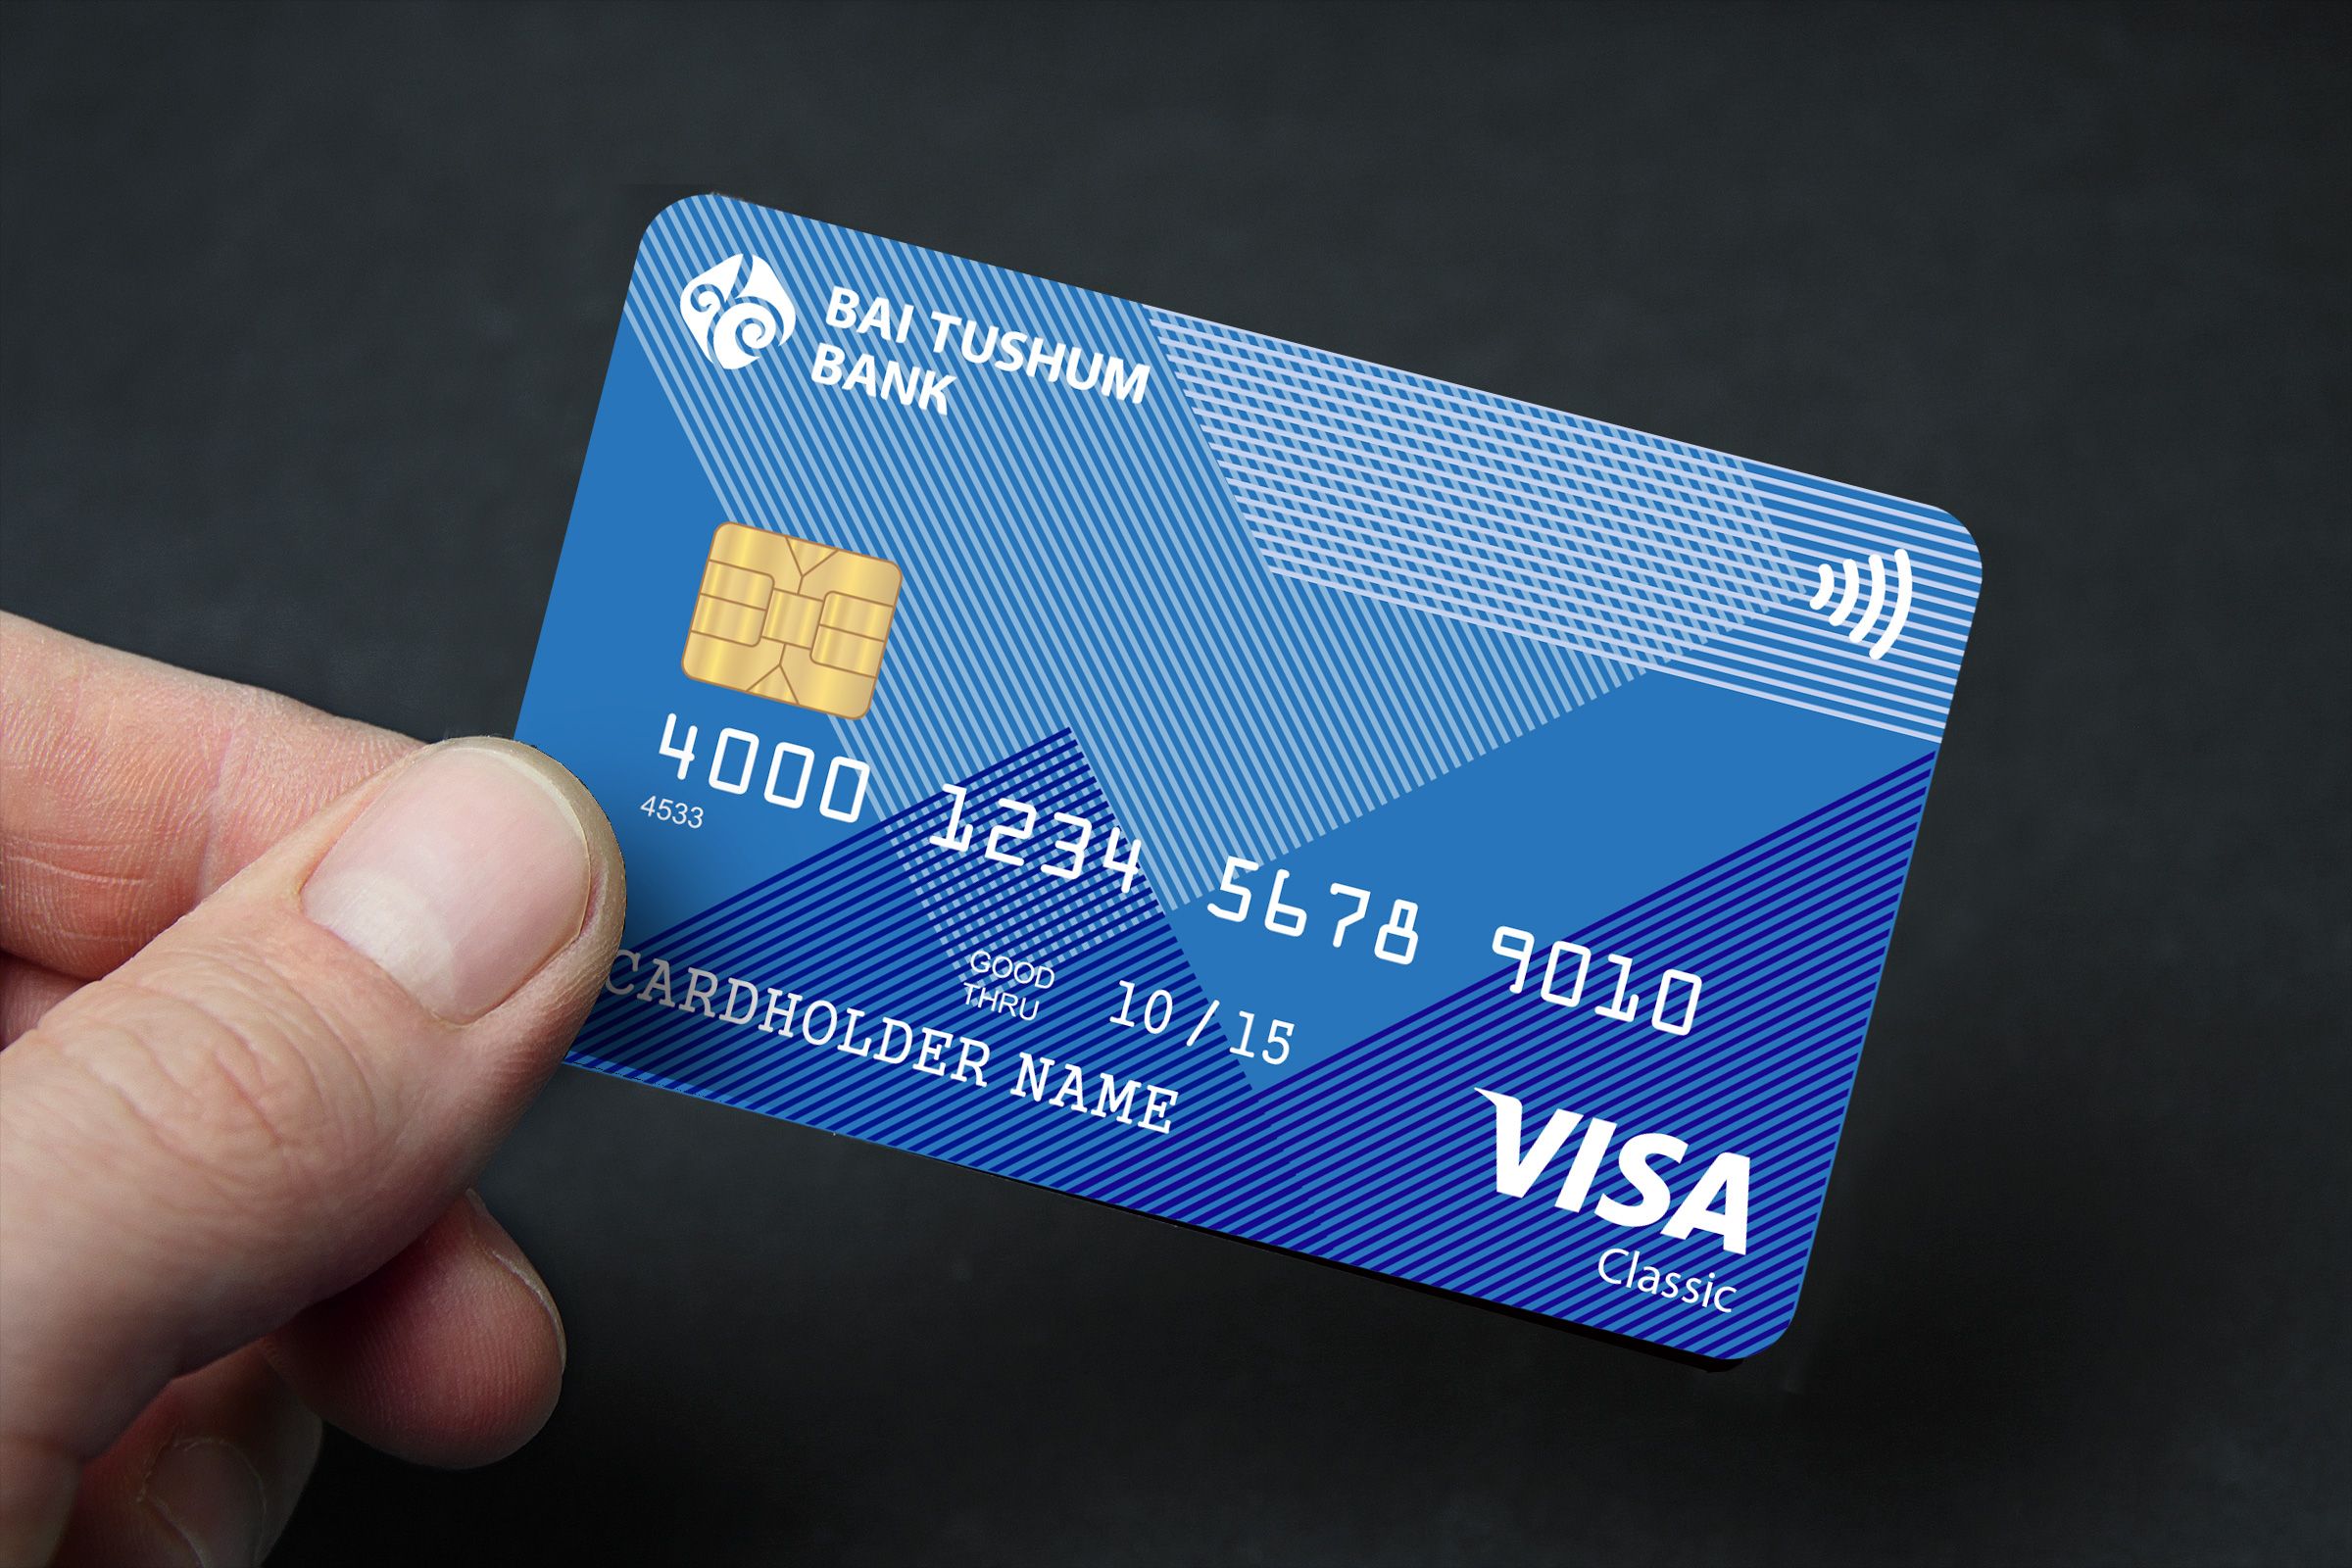 BAI TUSHUM
BANK
4000 1234 5678 9010
4533
GOOD
THRU
10 / 15
CARDHOLDER NAME
VISA
Classic